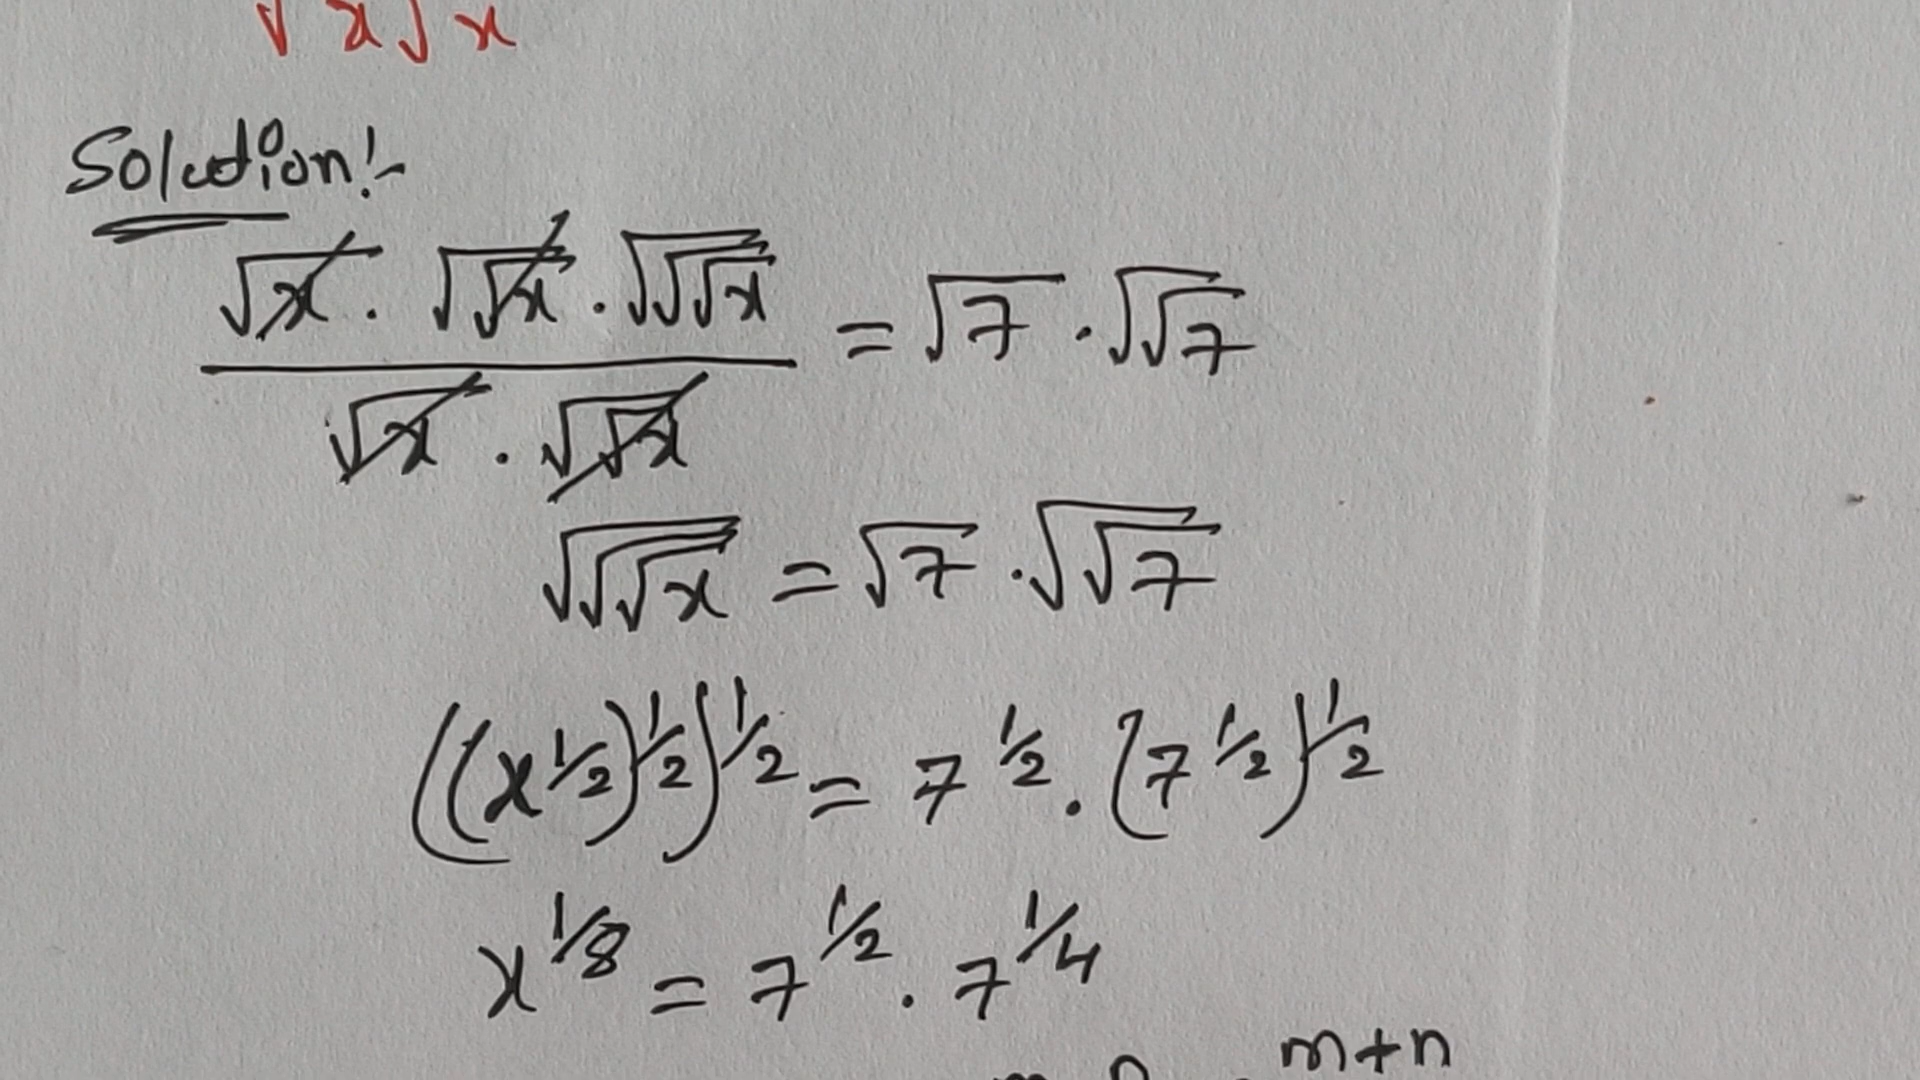 √x√x
Solution:-
√x . √√x . √√√x / √x . √√x = √7 . √√7
√√√x = √7 . √√7
((x^1/2)^1/2)^1/2 = 7^1/2 . (7^1/2)^1/2
x^1/8 = 7^1/2 . 7^1/4
m+n